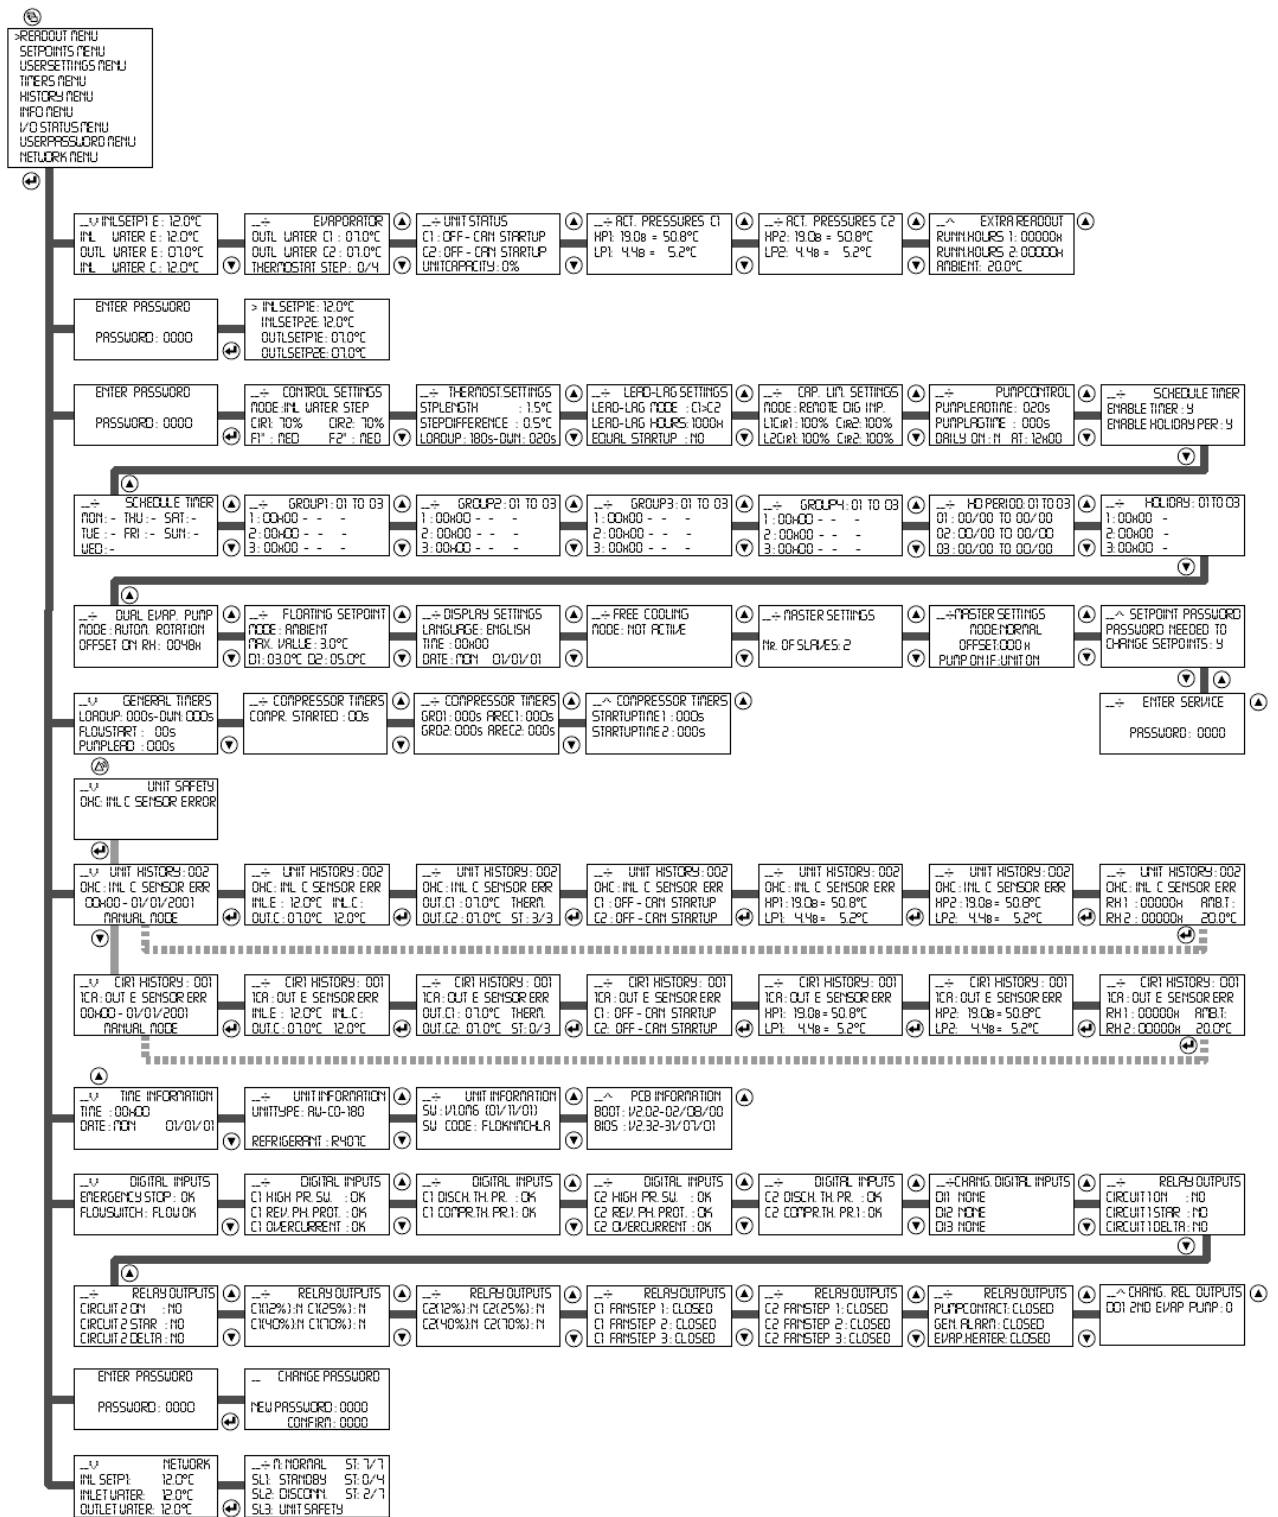 >READOUT MENU
SETPOINTS MENU
USERSETTINGS MENU
TIMERS MENU
HISTORY MENU
INFO MENU
I/O STATUS MENU
USERPASSWORD MENU
NETWORK MENU
_v INLSETP1 E: 12.0°C
INL WATER E: 12.0°C
OUTL WATER E: 07.0°C
INL WATER C: 12.0°C
_÷ EVAPORATOR
OUTL WATER C1: 07.0°C
OUTL WATER C2: 07.0°C
THERMOSTAT STEP: 0/4
_÷ UNIT STATUS
C1: OFF - CAN STARTUP
C2: OFF - CAN STARTUP
UNITCAPACITY: 0%
_÷ ACT. PRESSURES C1
HP1: 19.0B = 50.8°C
LP1: 4.4B = 5.2°C
_÷ ACT. PRESSURES C2
HP2: 19.0B = 50.8°C
LP2: 4.4B = 5.2°C
_^ EXTRA READOUT
RUNN.HOURS 1: 00000H
RUNN.HOURS 2: 00000H
AMBIENT: 20.0°C
ENTER PASSWORD
PASSWORD: 0000
> INLSETP1E: 12.0°C
INLSETP2E: 12.0°C
OUTLSETP1E: 07.0°C
OUTLSETP2E: 07.0°C
ENTER PASSWORD
PASSWORD: 0000
_÷ CONTROL SETTINGS
MODE: INL WATER STEP
CIR1: 70% CIR2: 70%
F1": MED F2": MED
_÷ THERMOST.SETTINGS
STPLENGTH : 1.5°C
STEPDIFFERENCE : 0.5°C
LOADUP: 180s-DWN: 020s
_÷ LEAD-LAG SETTINGS
LEAD-LAG MODE : C1>C2
LEAD-LAG HOURS: 1000H
EQUAL STARTUP : NO
_÷ CAP. LIM. SETTINGS
MODE: REMOTE DIG INP.
L1CIR1: 100% CIR2: 100%
L2CIR1: 100% CIR2: 100%
_÷ PUMPCONTROL
PUMPLEADTIME: 020s
PUMPLAGTIME : 000s
DAILY ON: N AT: 12H00
_÷ SCHEDULE TIMER
ENABLE TIMER: Y
ENABLE HOLIDAY PER: Y
_÷ SCHEDULE TIMER
MON: - THU: - SAT: -
TUE : - FRI : - SUN: -
WED: -
_÷ GROUP1: 01 TO 03
1: 00H00 - - -
2: 00H00 - - -
3: 00H00 - - -
_÷ GROUP2: 01 TO 03
1: 00H00 - - -
2: 00H00 - - -
3: 00H00 - - -
_÷ GROUP3: 01 TO 03
1: 00H00 - - -
2: 00H00 - - -
3: 00H00 - - -
_÷ GROUP4: 01 TO 03
1: 00H00 - - -
2: 00H00 - - -
3: 00H00 - - -
_÷ HD PERIOD: 01 TO 03
01: 00/00 TO 00/00
02: 00/00 TO 00/00
03: 00/00 TO 00/00
_÷ HOLIDAY: 01 TO 03
1: 00H00 -
2: 00H00 -
3: 00H00 -
_÷ DUAL EVAP. PUMP
MODE: AUTOM. ROTATION
OFFSET ON RH: 0048H
_÷ FLOATING SETPOINT
MODE: AMBIENT
MAX. VALUE: 3.0°C
D1: 03.0°C D2: 05.0°C
_÷ DISPLAY SETTINGS
LANGUAGE: ENGLISH
TIME : 00H00
DATE: MON 01/01/01
_÷ FREE COOLING
MODE: NOT ACTIVE
_÷ MASTER SETTINGS
NR. OF SLAVES: 2
_÷ MASTER SETTINGS
MODE:NORMAL
OFFSET:000 H
PUMP ON IF:UNIT ON
_^ SETPOINT PASSWORD
PASSWORD NEEDED TO
CHANGE SETPOINTS: Y
_v GENERAL TIMERS
LOADUP: 000s-DWN: 000s
FLOWSTART : 00s
PUMPLEAD : 000s
_÷ COMPRESSOR TIMERS
COMPR. STARTED : 00s
_÷ COMPRESSOR TIMERS
GRD1: 000s AREC1: 000s
GRD2: 000s AREC2: 000s
_^ COMPRESSOR TIMERS
STARTUPTIME 1 : 000s
STARTUPTIME 2 : 000s
_÷ ENTER SERVICE
PASSWORD: 0000
_v UNIT SAFETY
0HC: INL C SENSOR ERROR
_v UNIT HISTORY: 002
0HC: INL C SENSOR ERR
00H00 - 01/01/2001
MANUAL MODE
_÷ UNIT HISTORY: 002
0HC: INL C SENSOR ERR
INL.E : 12.0°C INL.C :
OUT.C: 07.0°C 12.0°C
_÷ UNIT HISTORY: 002
0HC: INL C SENSOR ERR
OUT.C1: 07.0°C THERM.
OUT.C2: 07.0°C ST: 3/3
_÷ UNIT HISTORY: 002
0HC: INL C SENSOR ERR
C1: OFF - CAN STARTUP
C2: OFF - CAN STARTUP
_÷ UNIT HISTORY: 002
0HC: INL C SENSOR ERR
HP1: 19.0B = 50.8°C
LP1: 4.4B = 5.2°C
_÷ UNIT HISTORY: 002
0HC: INL C SENSOR ERR
HP2: 19.0B = 50.8°C
LP2: 4.4B = 5.2°C
_÷ UNIT HISTORY: 002
0HC: INL C SENSOR ERR
RH 1 : 00000H AMB.T :
RH 2 : 00000H 20.0°C
_v CIR1 HISTORY: 001
1CA: OUT E SENSOR ERR
00H00 - 01/01/2001
MANUAL MODE
_÷ CIR1 HISTORY: 001
1CA: OUT E SENSOR ERR
INL.E : 12.0°C INL.C :
OUT.C: 07.0°C 12.0°C
_÷ CIR1 HISTORY: 001
1CA: OUT E SENSOR ERR
OUT.C1: 07.0°C THERM.
OUT.C2: 07.0°C ST: 0/3
_÷ CIR1 HISTORY: 001
1CA: OUT E SENSOR ERR
C1: OFF - CAN STARTUP
C2: OFF - CAN STARTUP
_÷ CIR1 HISTORY: 001
1CA: OUT E SENSOR ERR
HP1: 19.0B = 50.8°C
LP1: 4.4B = 5.2°C
_÷ CIR1 HISTORY: 001
1CA: OUT E SENSOR ERR
HP2: 19.0B = 50.8°C
LP2: 4.4B = 5.2°C
_÷ CIR1 HISTORY: 001
1CA: OUT E SENSOR ERR
RH 1 : 00000H AMB.T:
RH 2 : 00000H 20.0°C
_v TIME INFORMATION
TIME : 00H00
DATE: MON 01/01/01
_÷ UNIT INFORMATION
UNITTYPE: AW-CO-180
REFRIGERANT : R407C
_÷ UNIT INFORMATION
SW : V1.0M6 (01/11/01)
SW CODE : FLDKNMCHLA
_^ PCB INFORMATION
BOOT: V2.02-02/08/00
BIOS : V2.32-31/07/01
_v DIGITAL INPUTS
EMERGENCY STOP : OK
FLOWSWITCH : FLOW OK
_÷ DIGITAL INPUTS
C1 HIGH PR. SW. : OK
C1 REV. PH. PROT. : OK
C1 OVERCURRENT : OK
_÷ DIGITAL INPUTS
C1 DISCH. TH. PR. : OK
C1 COMPR.TH. PR.1 : OK
_÷ DIGITAL INPUTS
C2 HIGH PR. SW. : OK
C2 REV. PH. PROT. : OK
C2 OVERCURRENT : OK
_÷ DIGITAL INPUTS
C2 DISCH. TH. PR. : OK
C2 COMPR.TH. PR.1 : OK
_÷CHANG. DIGITAL INPUTS
DI1 NONE
DI2 NONE
DI3 NONE
_÷ RELAY OUTPUTS
CIRCUIT 1 ON : NO
CIRCUIT 1 STAR : NO
CIRCUIT 1 DELTA : NO
_÷ RELAY OUTPUTS
CIRCUIT 2 ON : NO
CIRCUIT 2 STAR : NO
CIRCUIT 2 DELTA : NO
_÷ RELAY OUTPUTS
C1(12%): N C1(25%): N
C1(40%):N C1(70%): N
_÷ RELAY OUTPUTS
C2(12%): N C2(25%): N
C2(40%):N C2(70%): N
_÷ RELAY OUTPUTS
C1 FANSTEP 1: CLOSED
C1 FANSTEP 2: CLOSED
C1 FANSTEP 3: CLOSED
_÷ RELAY OUTPUTS
C2 FANSTEP 1: CLOSED
C2 FANSTEP 2: CLOSED
C2 FANSTEP 3: CLOSED
_÷ RELAY OUTPUTS
PUMPCONTACT: CLOSED
GEN. ALARM: CLOSED
EVAP.HEATER: CLOSED
_^ CHANG. REL OUTPUTS
DO1 2ND EVAP PUMP: 0
ENTER PASSWORD
PASSWORD: 0000
_ CHANGE PASSWORD
NEW PASSWORD: 0000
CONFIRM: 0000
_v NETWORK
INL SETP1: 12.0°C
INLETWATER: 12.0°C
OUTLETWATER: 12.0°C
_÷ M: NORMAL ST: 7/7
SL1: STANDBY ST: 0/4
SL2: DISCONN. ST: 2/7
SL3: UNIT SAFETY